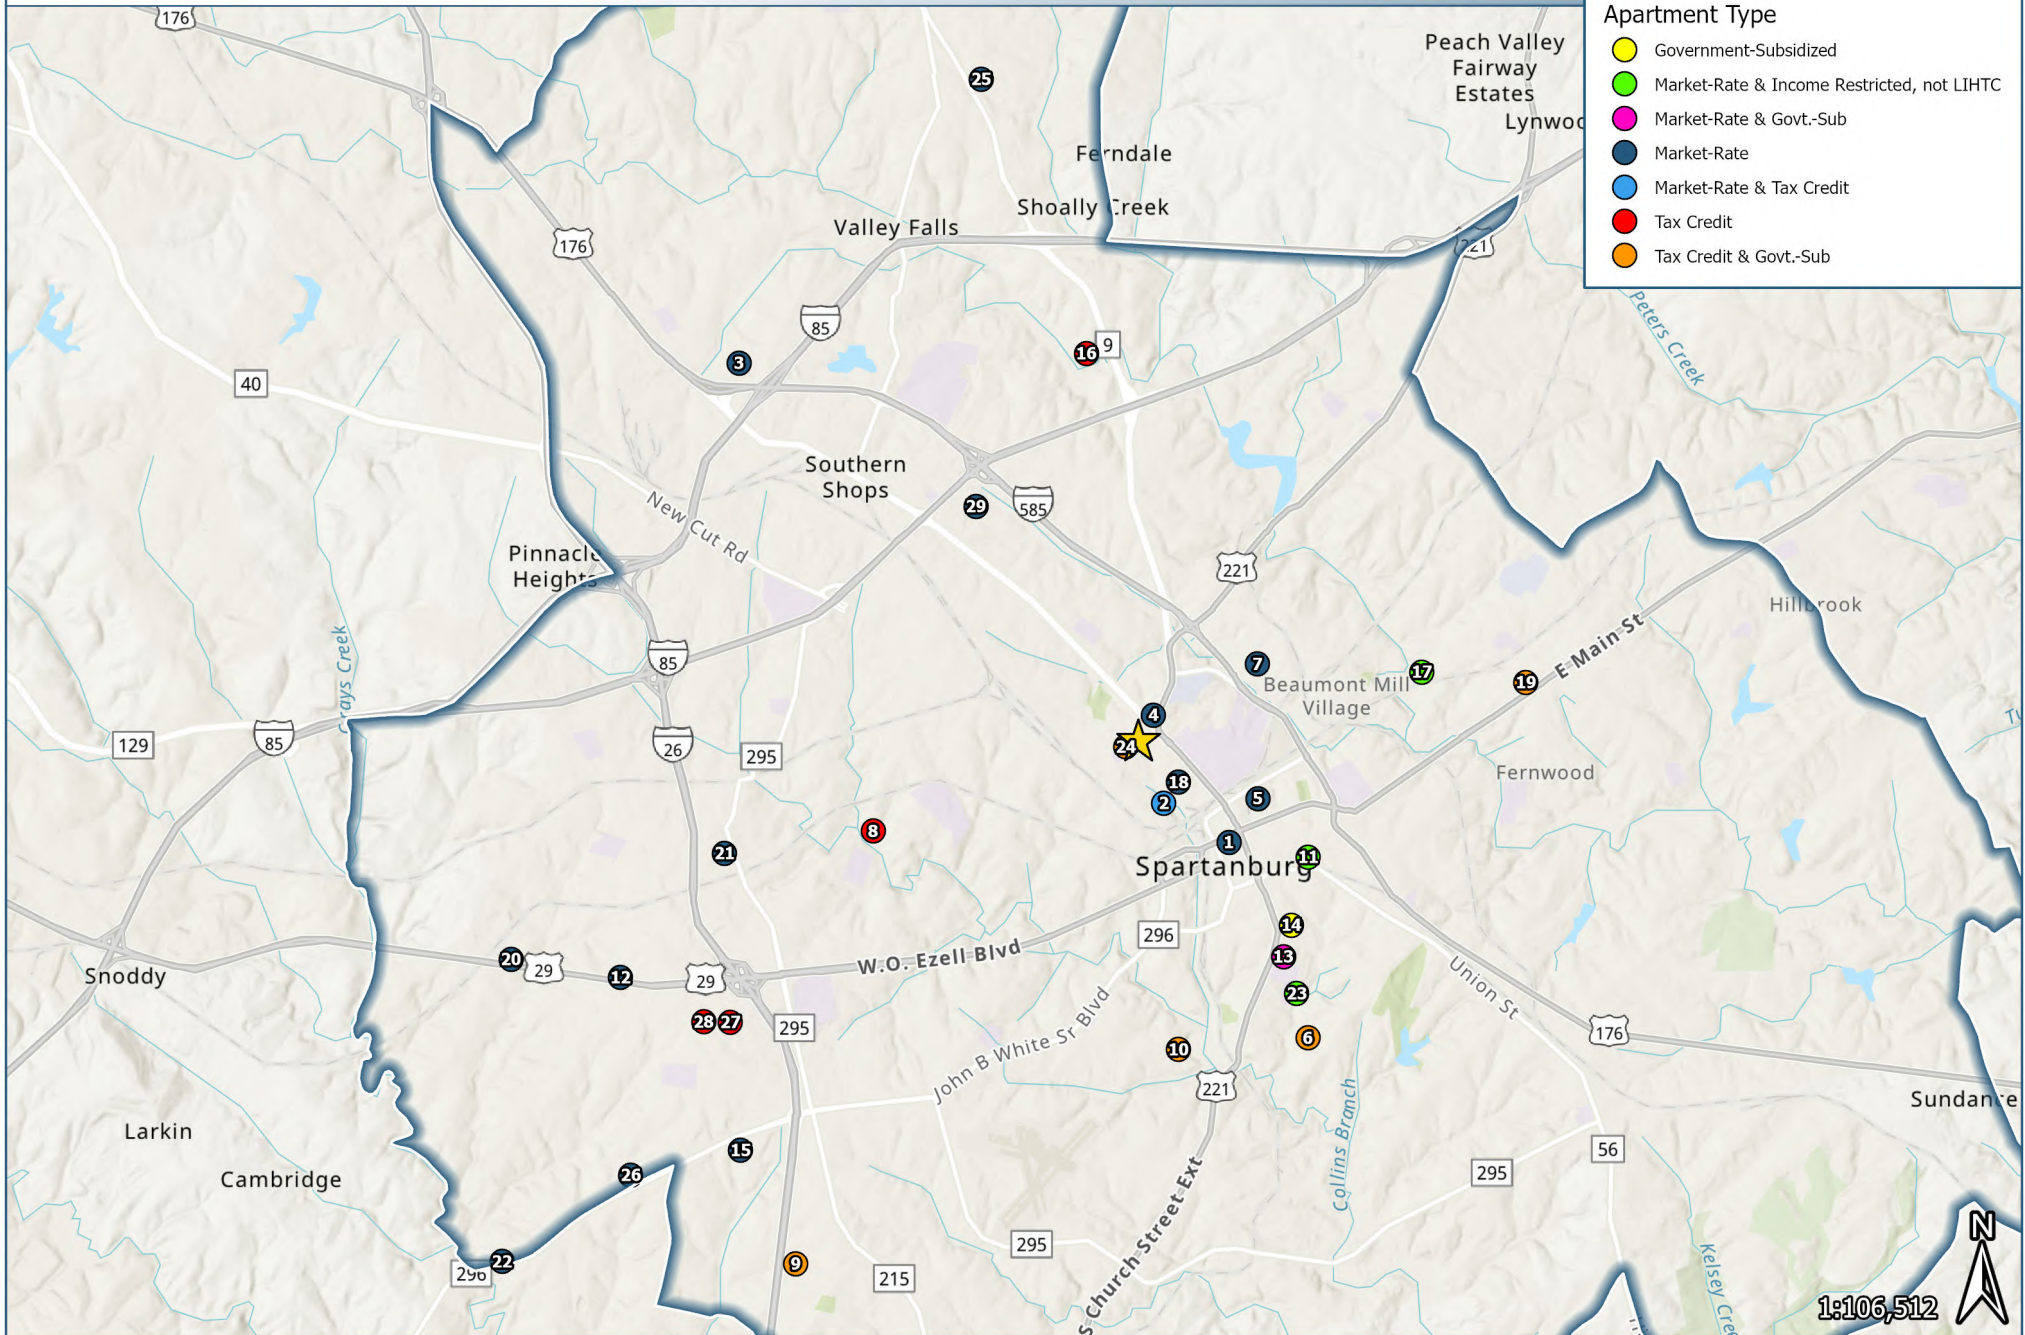 176
Apartment Type
Government-Subsidized
Market-Rate & Income Restricted, not LIHTC
Market-Rate & Govt.-Sub
Market-Rate
Market-Rate & Tax Credit
Tax Credit
Tax Credit & Govt.-Sub
Peach Valley
Fairway
Estates
Lynwoo
25
Ferndale
Shoally Creek
Valley Falls
176
221
85
Peters Creek
3
16
9
40
Southern
Shops
29
585
New Cut Rd
Pinnacle
Heights
221
Hillbrook
Grays Creek
85
7
17
19
E Main St
Beaumont Mill
Village
4
24
129
85
26
295
Fernwood
18
2
5
8
21
1
11
Spartanburg
14
296
13
W.O. Ezell Blvd
20
29
12
29
Snoddy
23
Union St
28
27
295
6
176
10
John B White Sr Blvd
221
Sundance
Larkin
Collins Branch
15
56
26
Cambridge
295
S Church Street Ext
295
22
296
9
215
Kelsey Cree
N
1:106,512